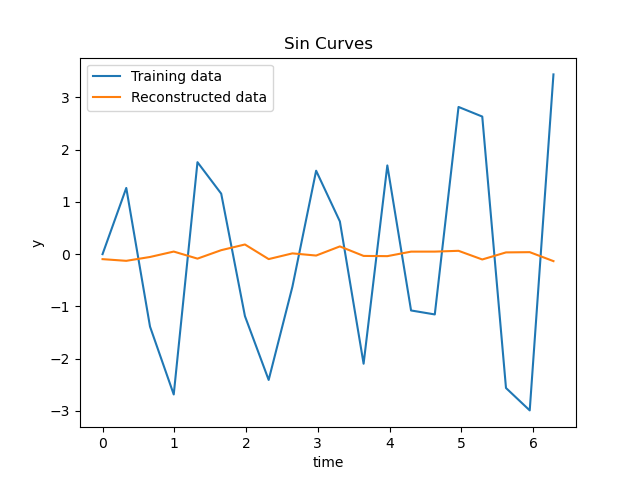 Sin Curves
Training data
Reconstructed data
3
2
1
0
−1
−2
−3
y
0 1 2 3 4 5 6
time